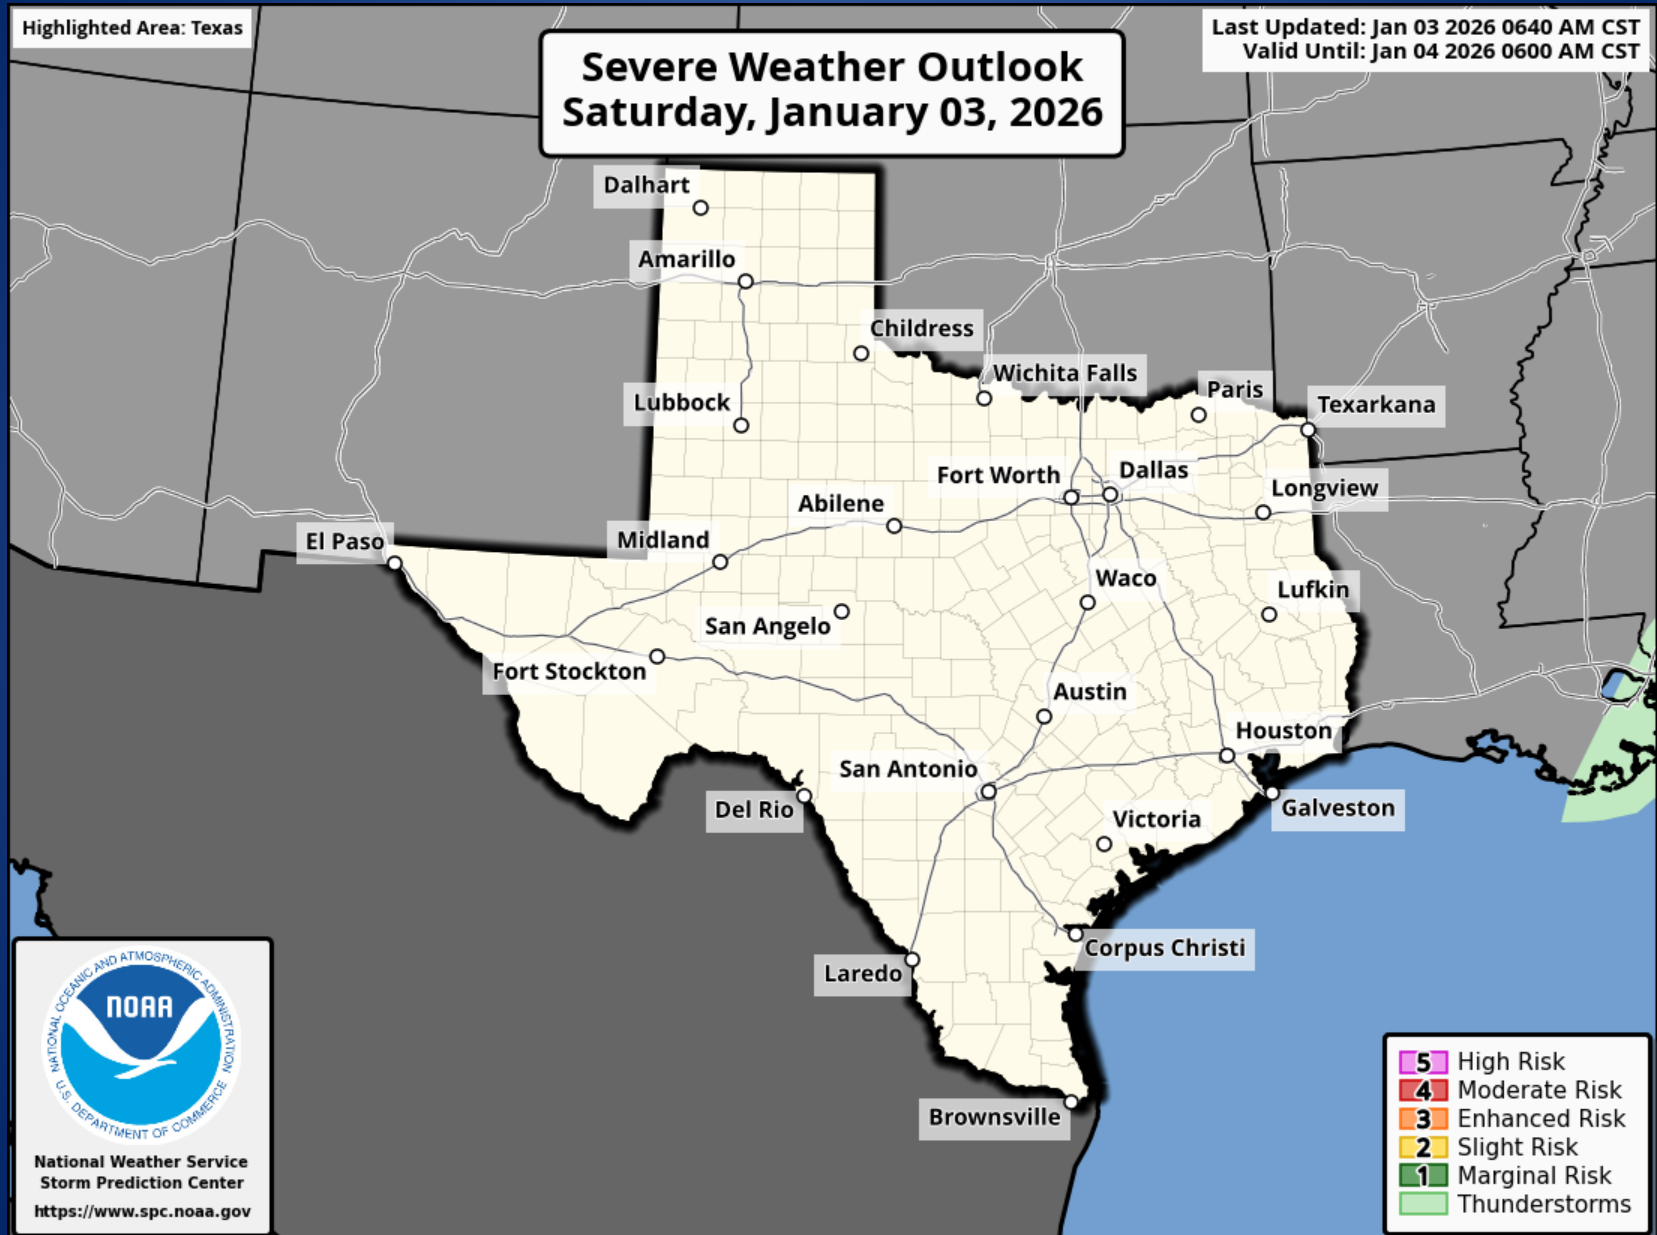 Highlighted Area: Texas
Severe Weather Outlook
Saturday, January 03, 2026
Last Updated: Jan 03 2026 0640 AM CST
Valid Until: Jan 04 2026 0600 AM CST
Dalhart
Amarillo
Childress
Wichita Falls
Paris
Texarkana
Lubbock
Fort Worth
Dallas
Longview
Abilene
El Paso
Midland
Waco
Lufkin
San Angelo
Fort Stockton
Austin
Houston
San Antonio
Del Rio
Galveston
Victoria
Corpus Christi
Laredo
Brownsville
NATIONAL OCEANIC AND ATMOSPHERIC ADMINISTRATION
NOAA
U.S. DEPARTMENT OF COMMERCE
National Weather Service
Storm Prediction Center
https://www.spc.noaa.gov
5 High Risk
4 Moderate Risk
3 Enhanced Risk
2 Slight Risk
1 Marginal Risk
Thunderstorms